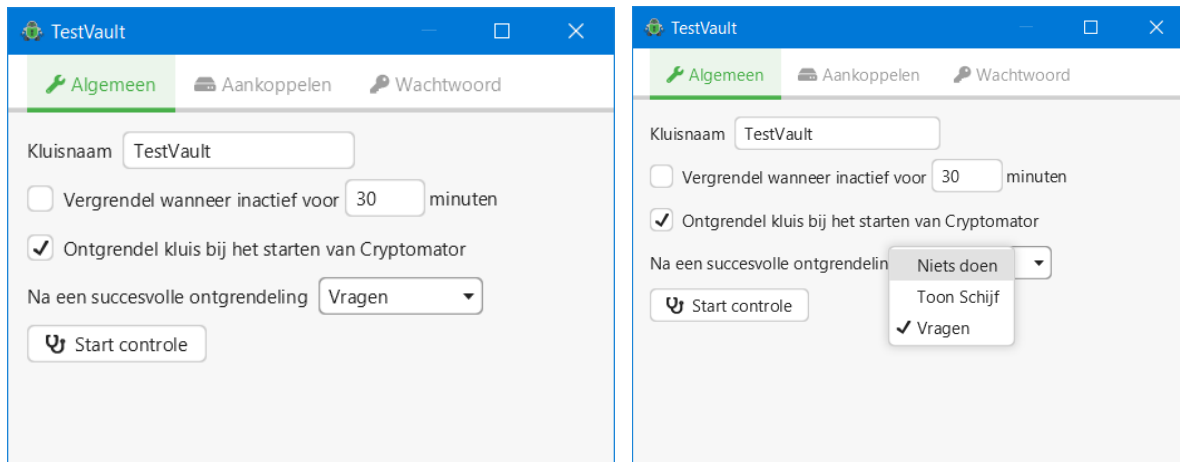 TestVault
Algemeen Aankoppelen Wachtwoord
Kluisnaam TestVault
Vergrendel wanneer inactief voor 30 minuten
Ontgrendel kluis bij het starten van Cryptomator
Na een succesvolle ontgrendeling Vragen
Start controle
TestVault
Algemeen Aankoppelen Wachtwoord
Kluisnaam TestVault
Vergrendel wanneer inactief voor 30 minuten
Ontgrendel kluis bij het starten van Cryptomator
Na een succesvolle ontgrendelin
Niets doen
Toon Schijf
Vragen
Start controle